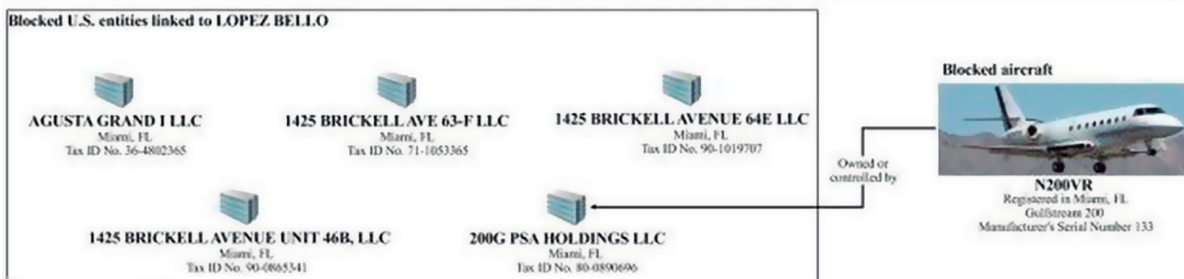 Blocked U.S. entities linked to LOPEZ BELLO
AGUSTA GRAND I LLC
Miami, FL
Tax ID No. 36-4802365
1425 BRICKELL AVE 63-F LLC
Miami, FL
Tax ID No. 71-1053365
1425 BRICKELL AVENUE 64E LLC
Miami, FL
Tax ID No. 90-1019707
1425 BRICKELL AVENUE UNIT 46B, LLC
Miami, FL
Tax ID No. 90-0865341
200G PSA HOLDINGS LLC
Miami, FL
Tax ID No. 80-0890696
Owned or
controlled by
Blocked aircraft
N200VR
Registered in Miami, FL
Gulfstream 200
Manufacturer's Serial Number 133